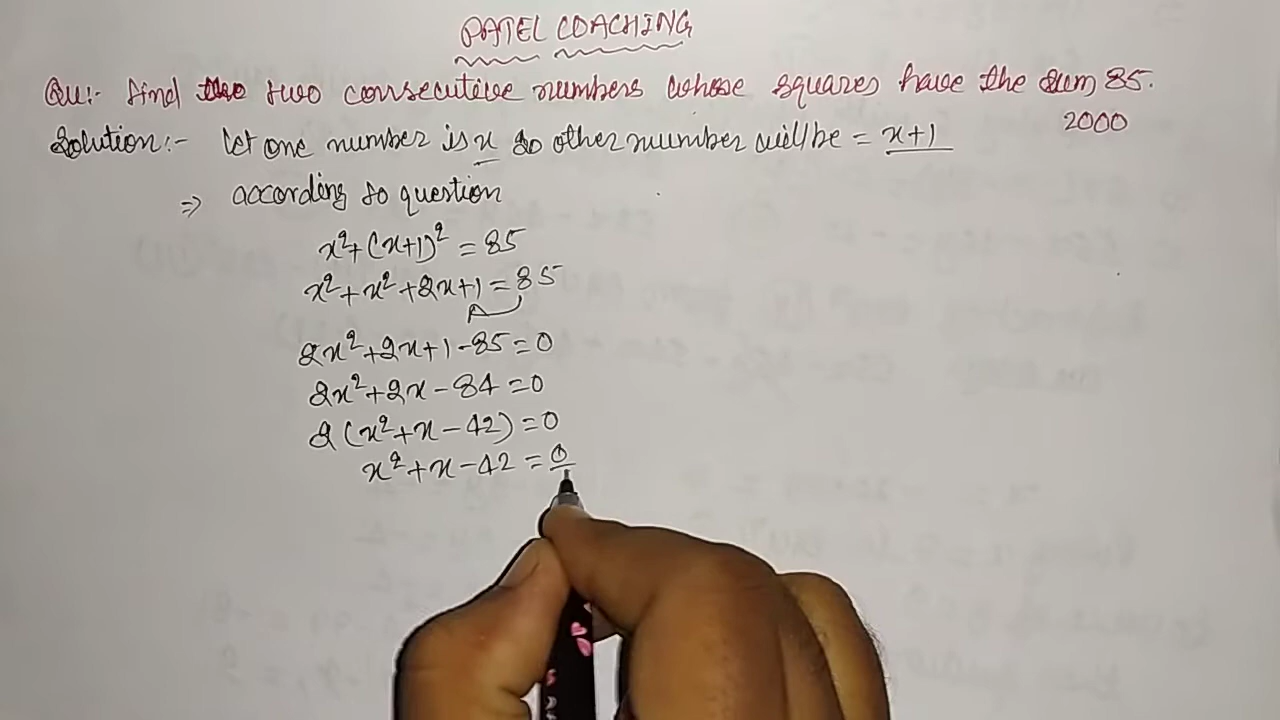 PATEL COACHING
QU:- find two consecutive numbers whose squares have the sum 85.
2000
Solution:- let one number is x so other number will be = x+1
⇒ according to question
x²+(x+1)² = 85
x²+x²+2x+1 = 85
2x²+2x+1-85=0
2x²+2x-84=0
2(x²+x-42)=0
x²+x-42=0